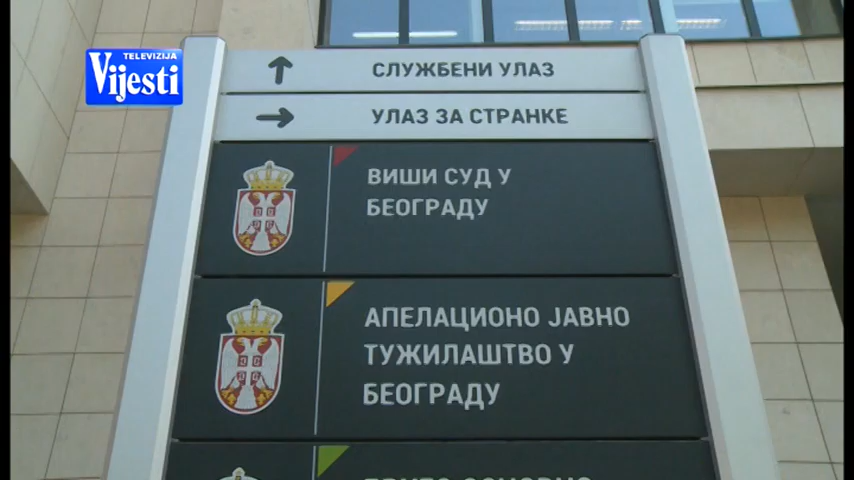 TELEVIZIJA
Vijesti
СЛУЖБЕНИ УЛАЗ
УЛАЗ ЗА СТРАНКЕ
ВИШИ СУД У
БЕОГРАДУ
АПЕЛАЦИОНО ЈАВНО
ТУЖИЛАШТВО У
БЕОГРАДУ